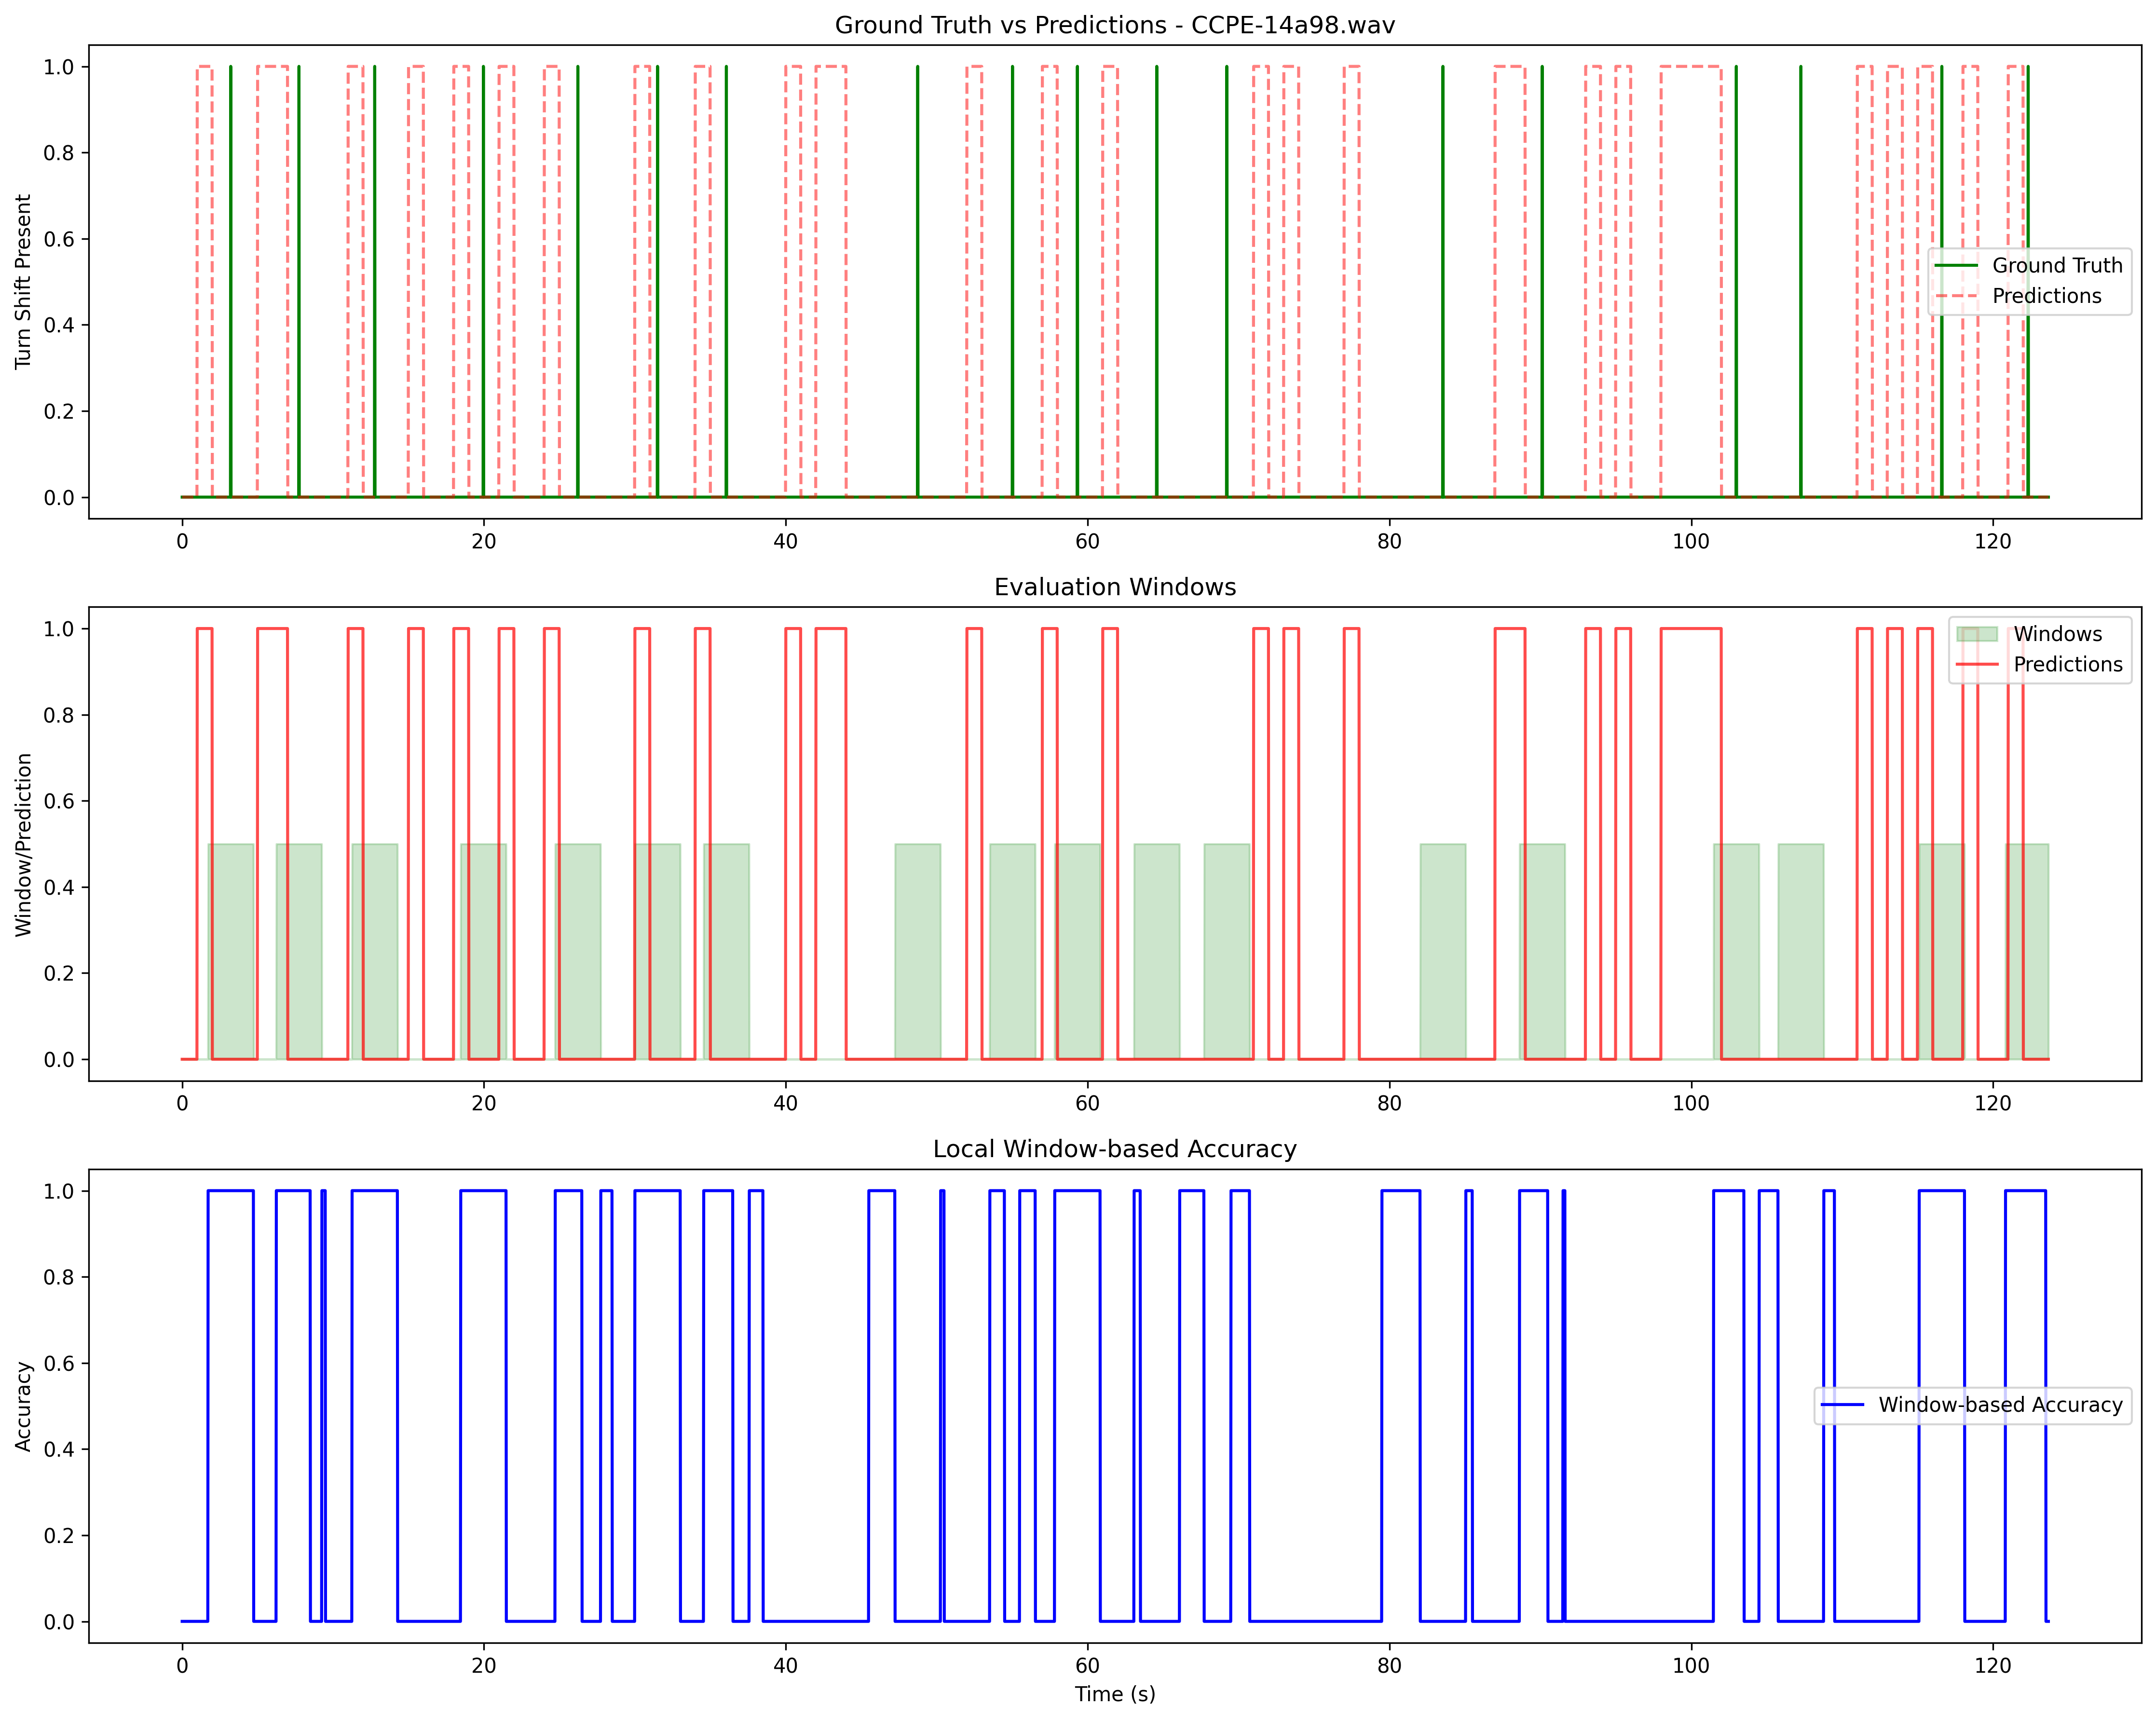 Ground Truth vs Predictions - CCPE-14a98.wav
Turn Shift Present
1.0
0.8
0.6
0.4
0.2
0.0
Ground Truth
Predictions
0 20 40 60 80 100 120
Evaluation Windows
Window/Prediction
1.0
0.8
0.6
0.4
0.2
0.0
Windows
Predictions
0 20 40 60 80 100 120
Local Window-based Accuracy
Accuracy
1.0
0.8
0.6
0.4
0.2
0.0
Window-based Accuracy
0 20 40 60 80 100 120
Time (s)